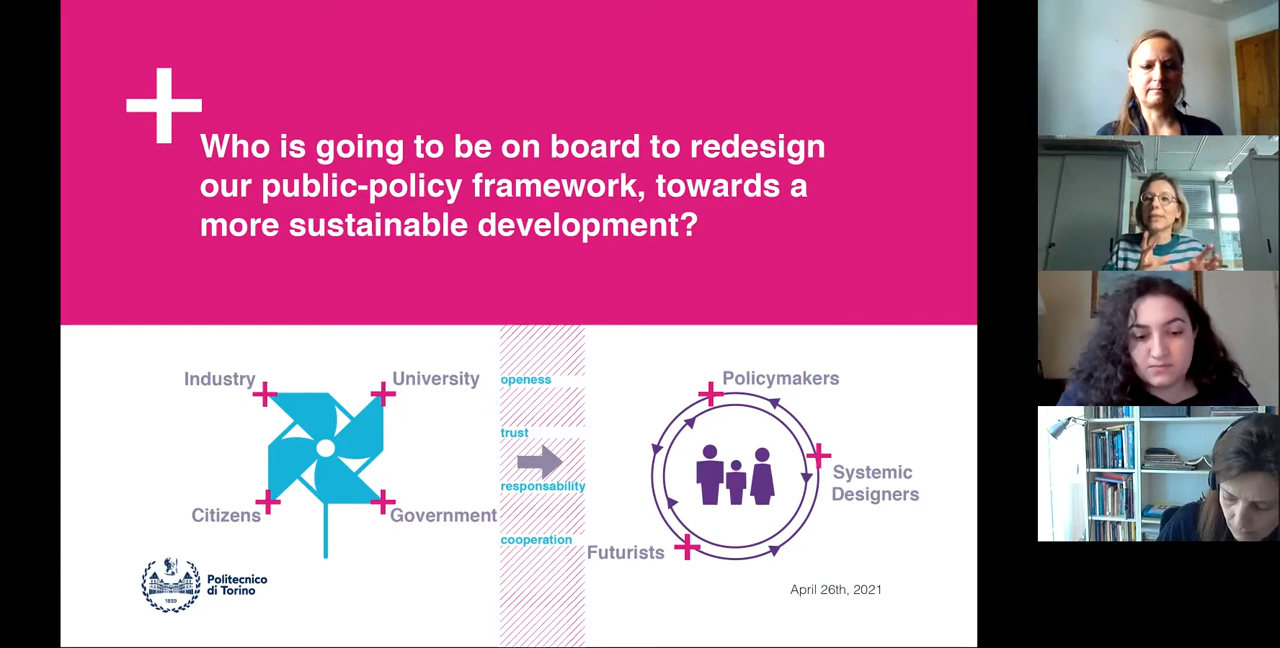 Who is going to be on board to redesign
our public-policy framework, towards a
more sustainable development?
Industry
University
Citizens
Government
openess
trust
responsability
cooperation
Policymakers
Systemic
Designers
Futurists
Politecnico
di Torino
1859
April 26th, 2021